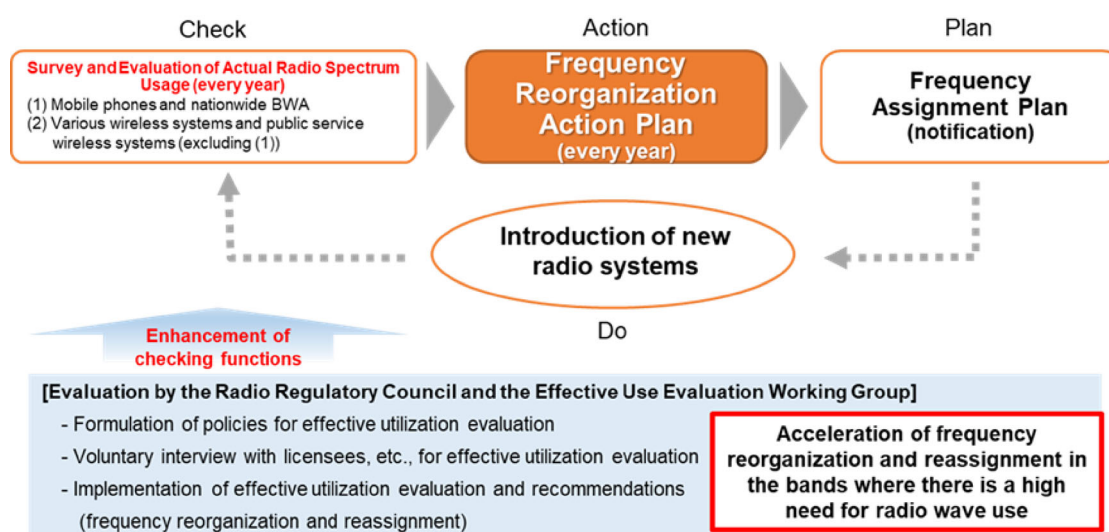 Check
Action
Plan
Survey and Evaluation of Actual Radio Spectrum
Usage (every year)
(1) Mobile phones and nationwide BWA
(2) Various wireless systems and public service
wireless systems (excluding (1))
Frequency
Reorganization
Action Plan
(every year)
Frequency
Assignment Plan
(notification)
Introduction of new
radio systems
Do
Enhancement of
checking functions
[Evaluation by the Radio Regulatory Council and the Effective Use Evaluation Working Group]
- Formulation of policies for effective utilization evaluation
- Voluntary interview with licensees, etc., for effective utilization evaluation
- Implementation of effective utilization evaluation and recommendations
(frequency reorganization and reassignment)
Acceleration of frequency
reorganization and reassignment in
the bands where there is a high
need for radio wave use